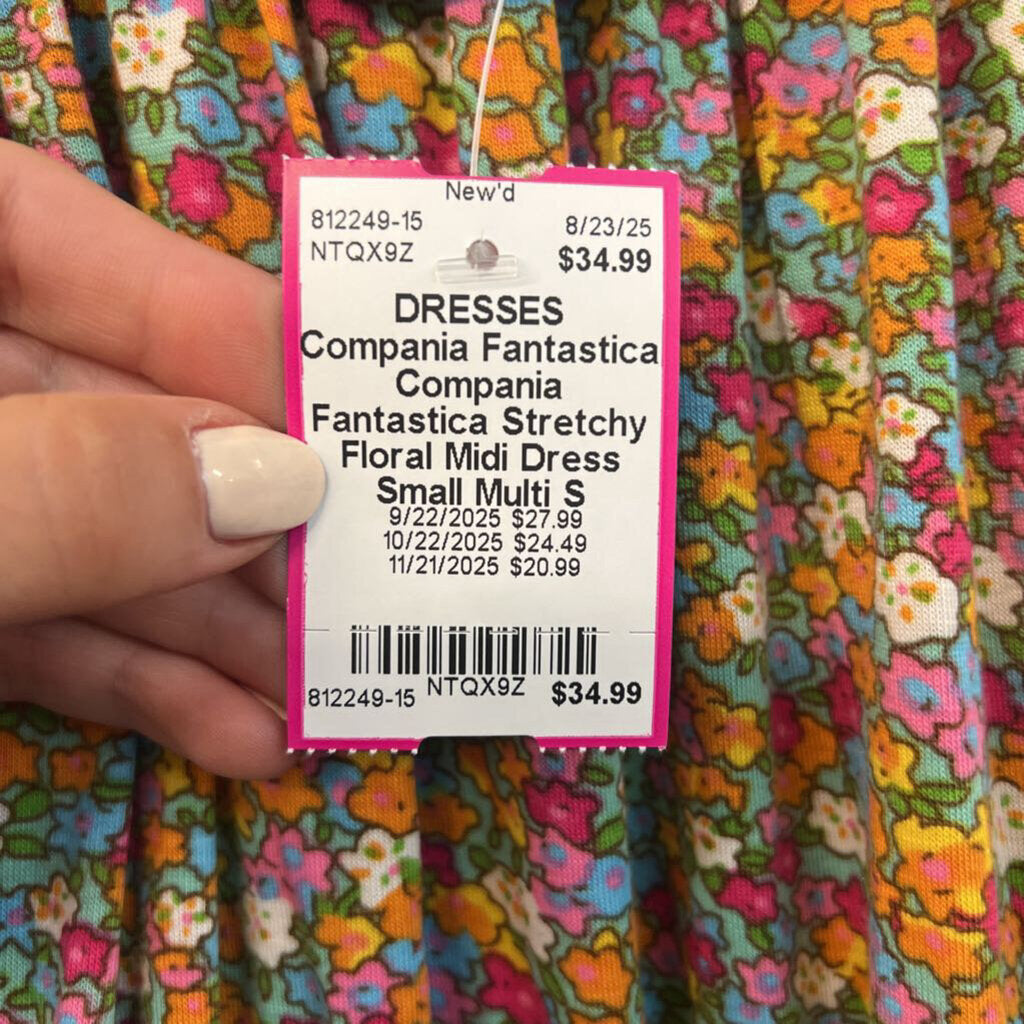 New'd
812249-15 8/23/25
NTQX9Z $34.99
DRESSES
Compania Fantastica
Compania
Fantastica Stretchy
Floral Midi Dress
Small Multi S
9/22/2025 $27.99
10/22/2025 $24.49
11/21/2025 $20.99
812249-15 NTQX9Z $34.99